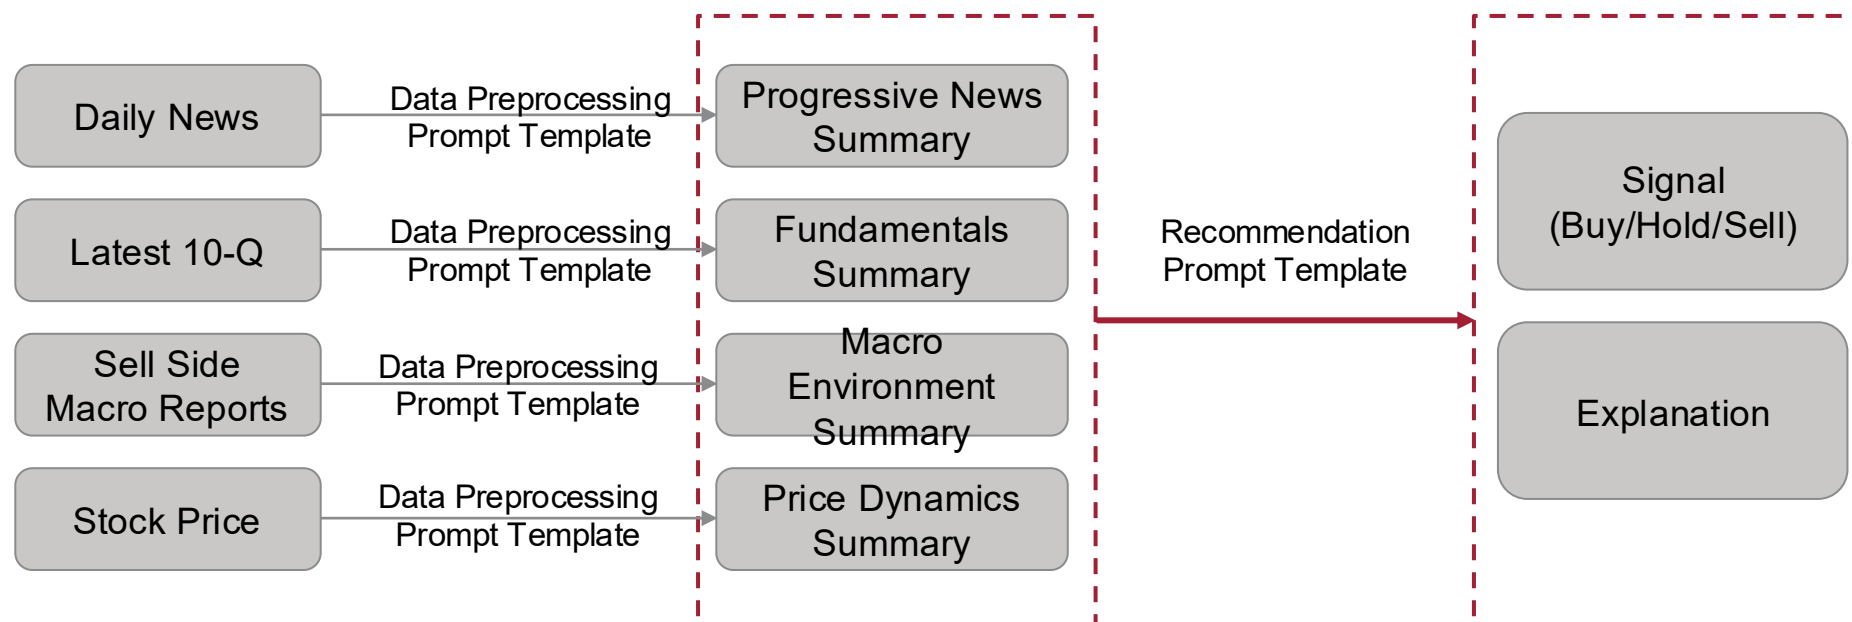 Daily News
Data Preprocessing
Prompt Template
Progressive News
Summary
Latest 10-Q
Data Preprocessing
Prompt Template
Fundamentals
Summary
Sell Side
Macro Reports
Data Preprocessing
Prompt Template
Macro
Environment
Summary
Stock Price
Data Preprocessing
Prompt Template
Price Dynamics
Summary
Recommendation
Prompt Template
Signal
(Buy/Hold/Sell)
Explanation